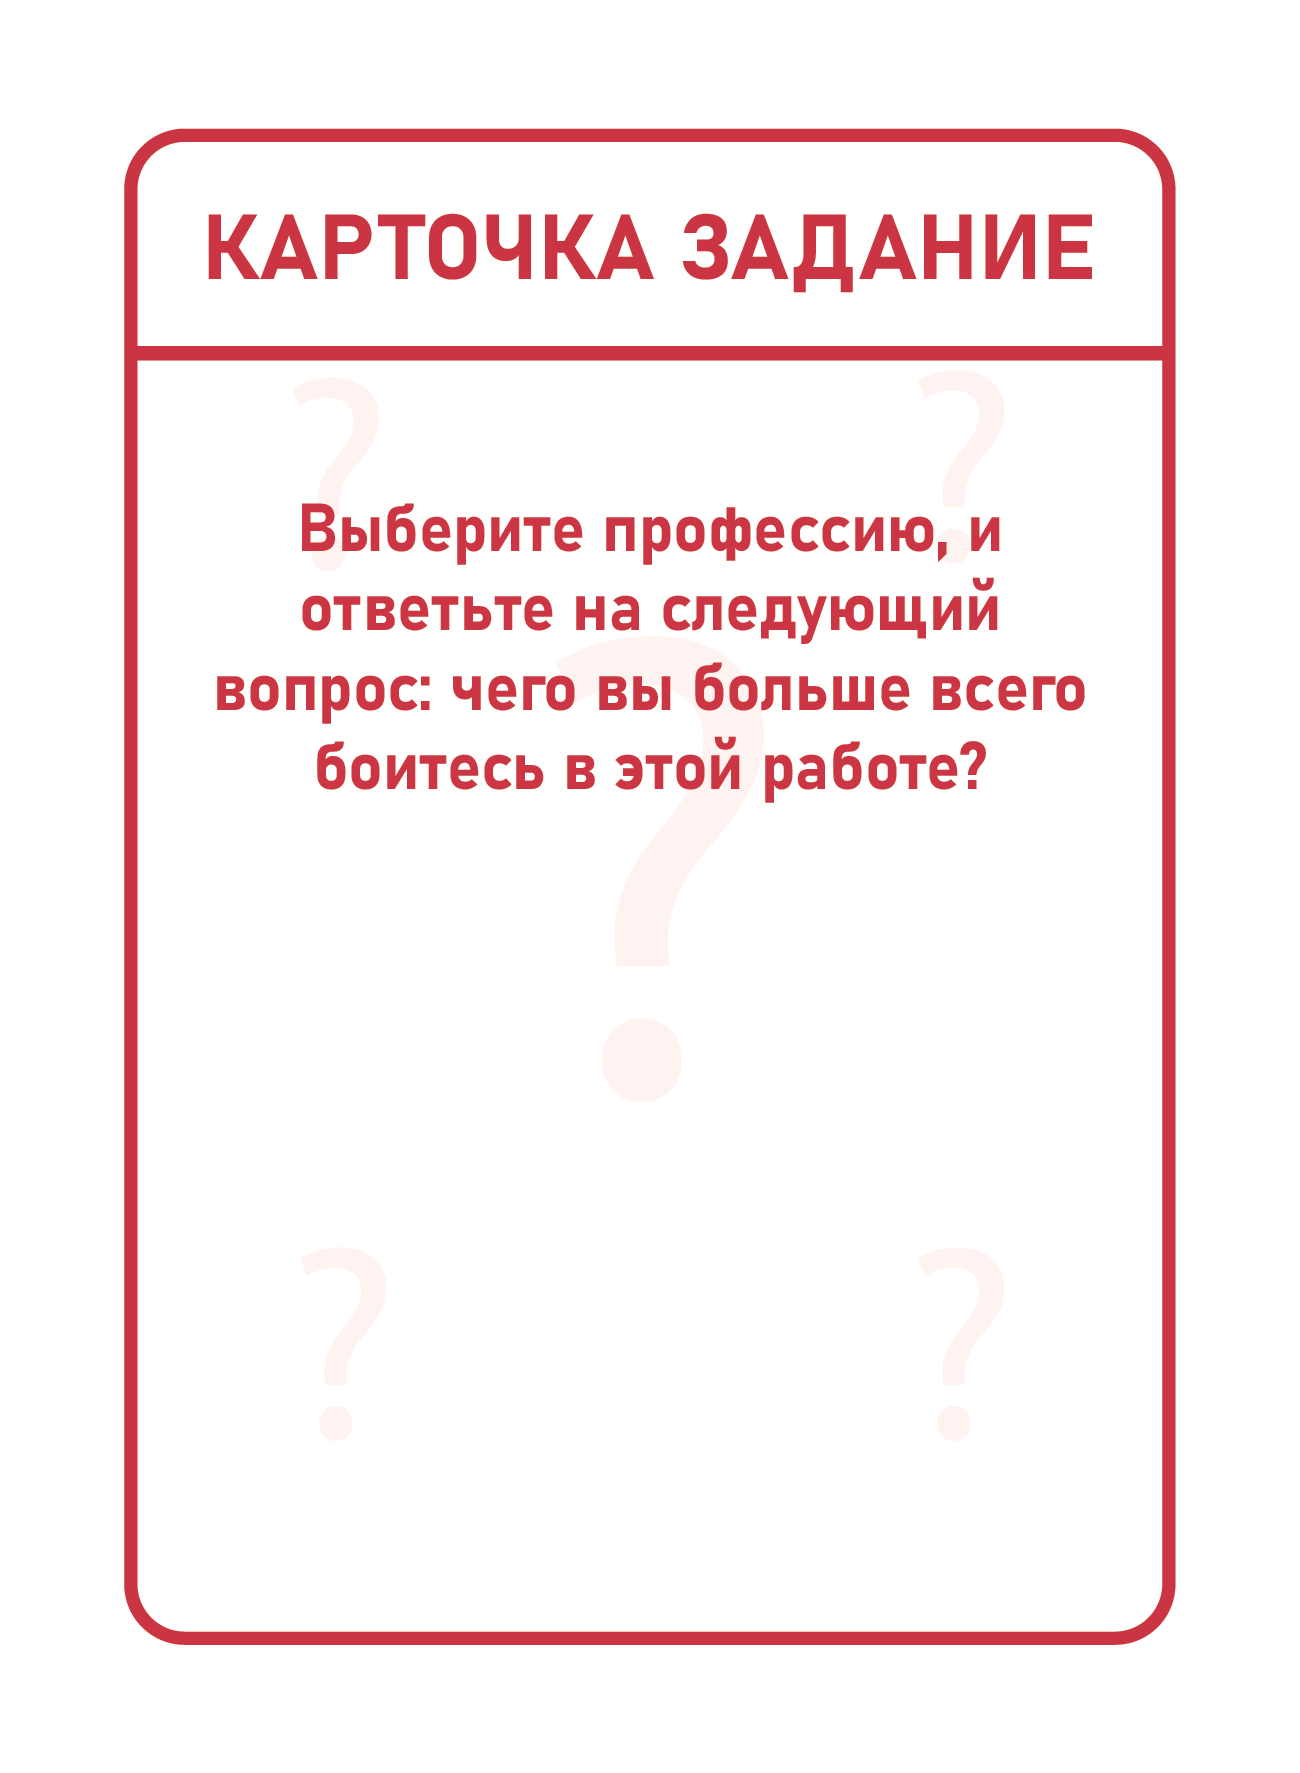 КАРТОЧКА ЗАДАНИЕ
Выберите профессию, и
ответьте на следующий
вопрос: чего вы больше всего
боитесь в этой работе?